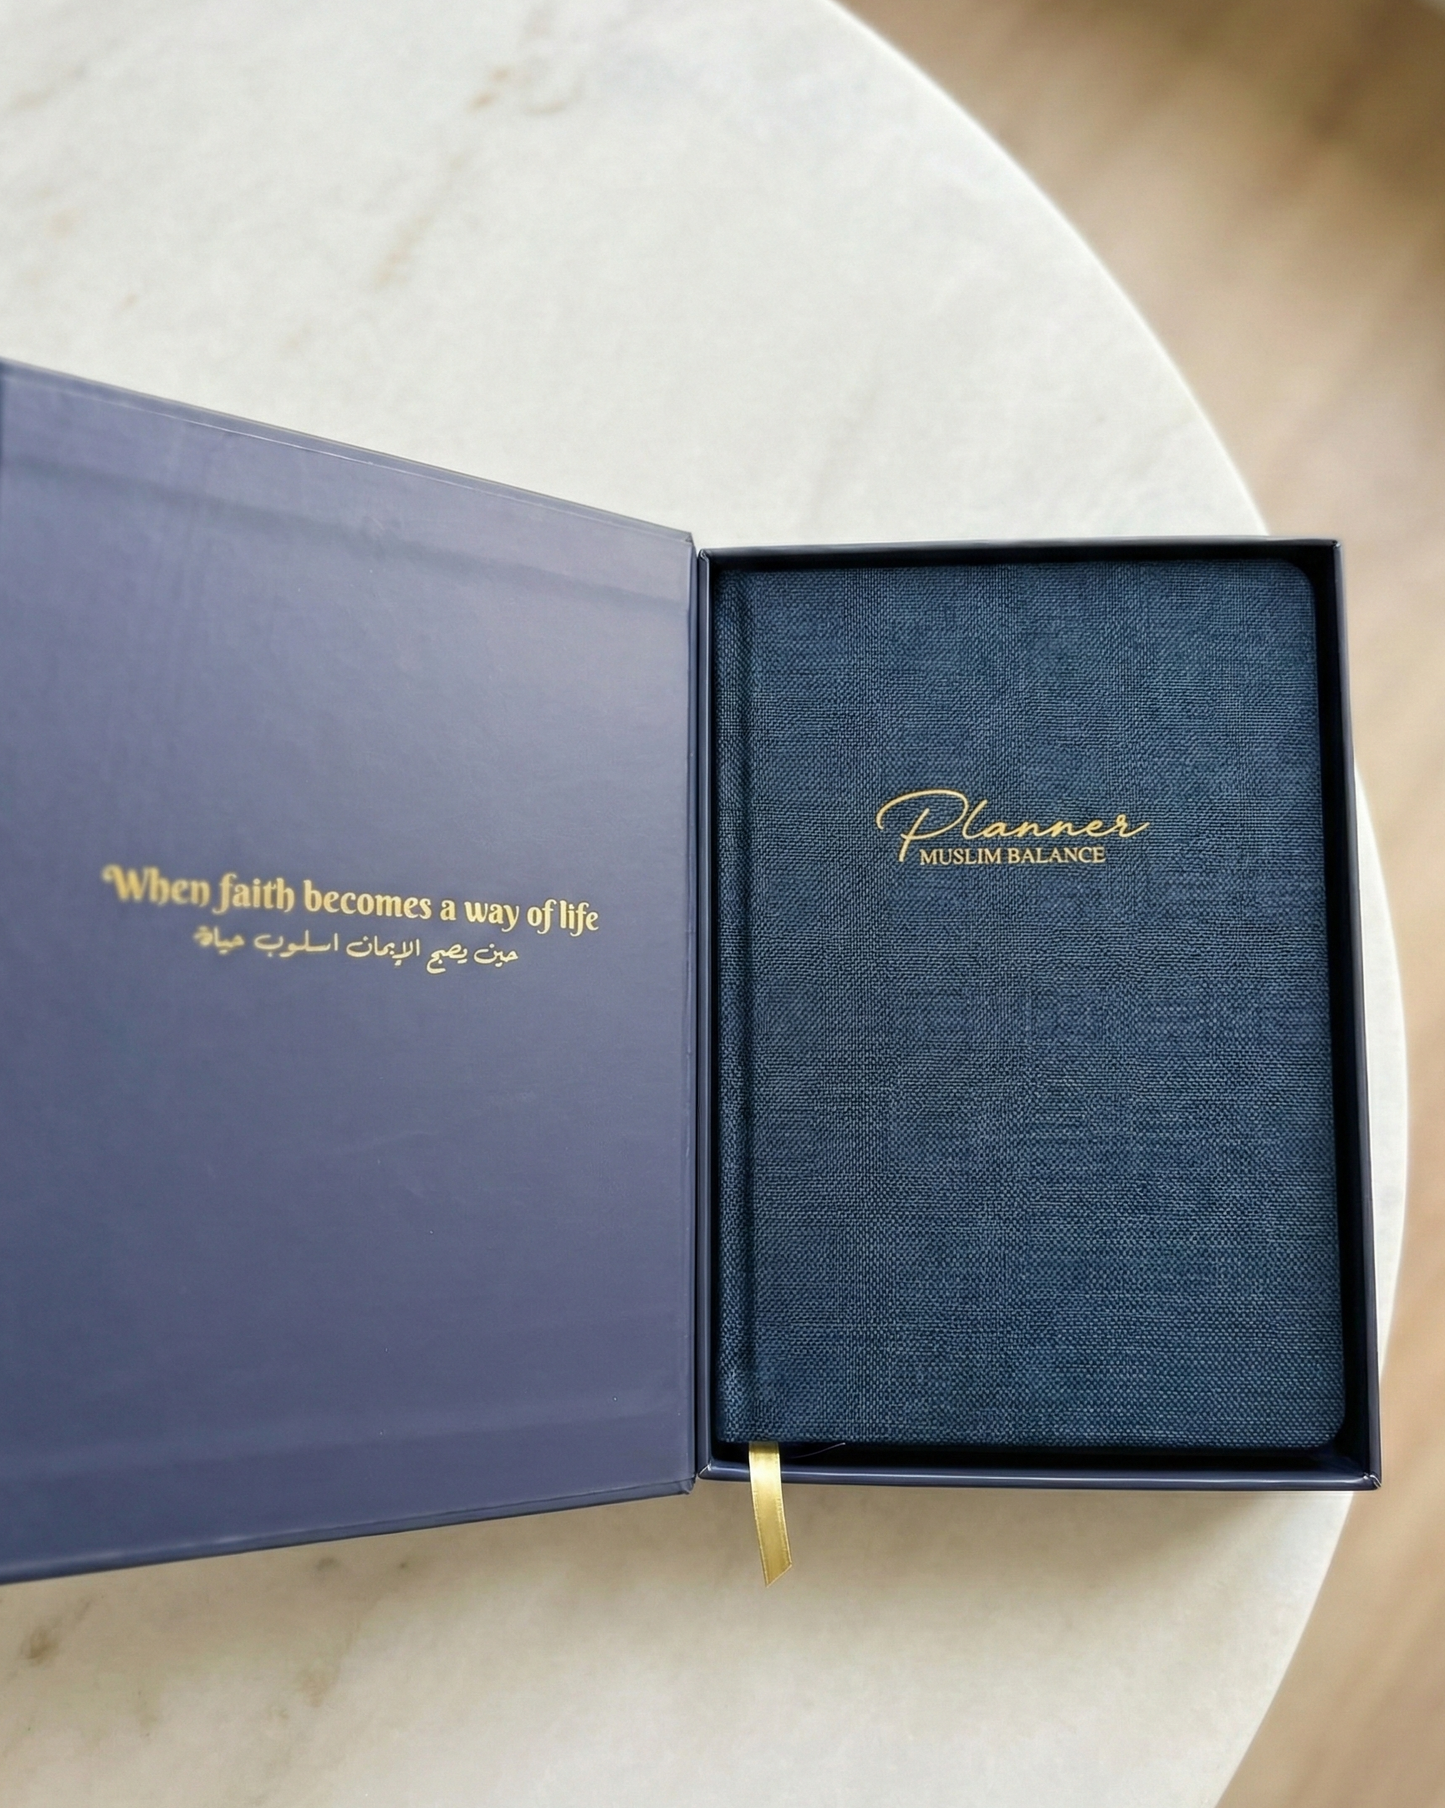 When faith becomes a way of life
حين يصبح الإيمان اسلوب حياة
Planner
MUSLIM BALANCE